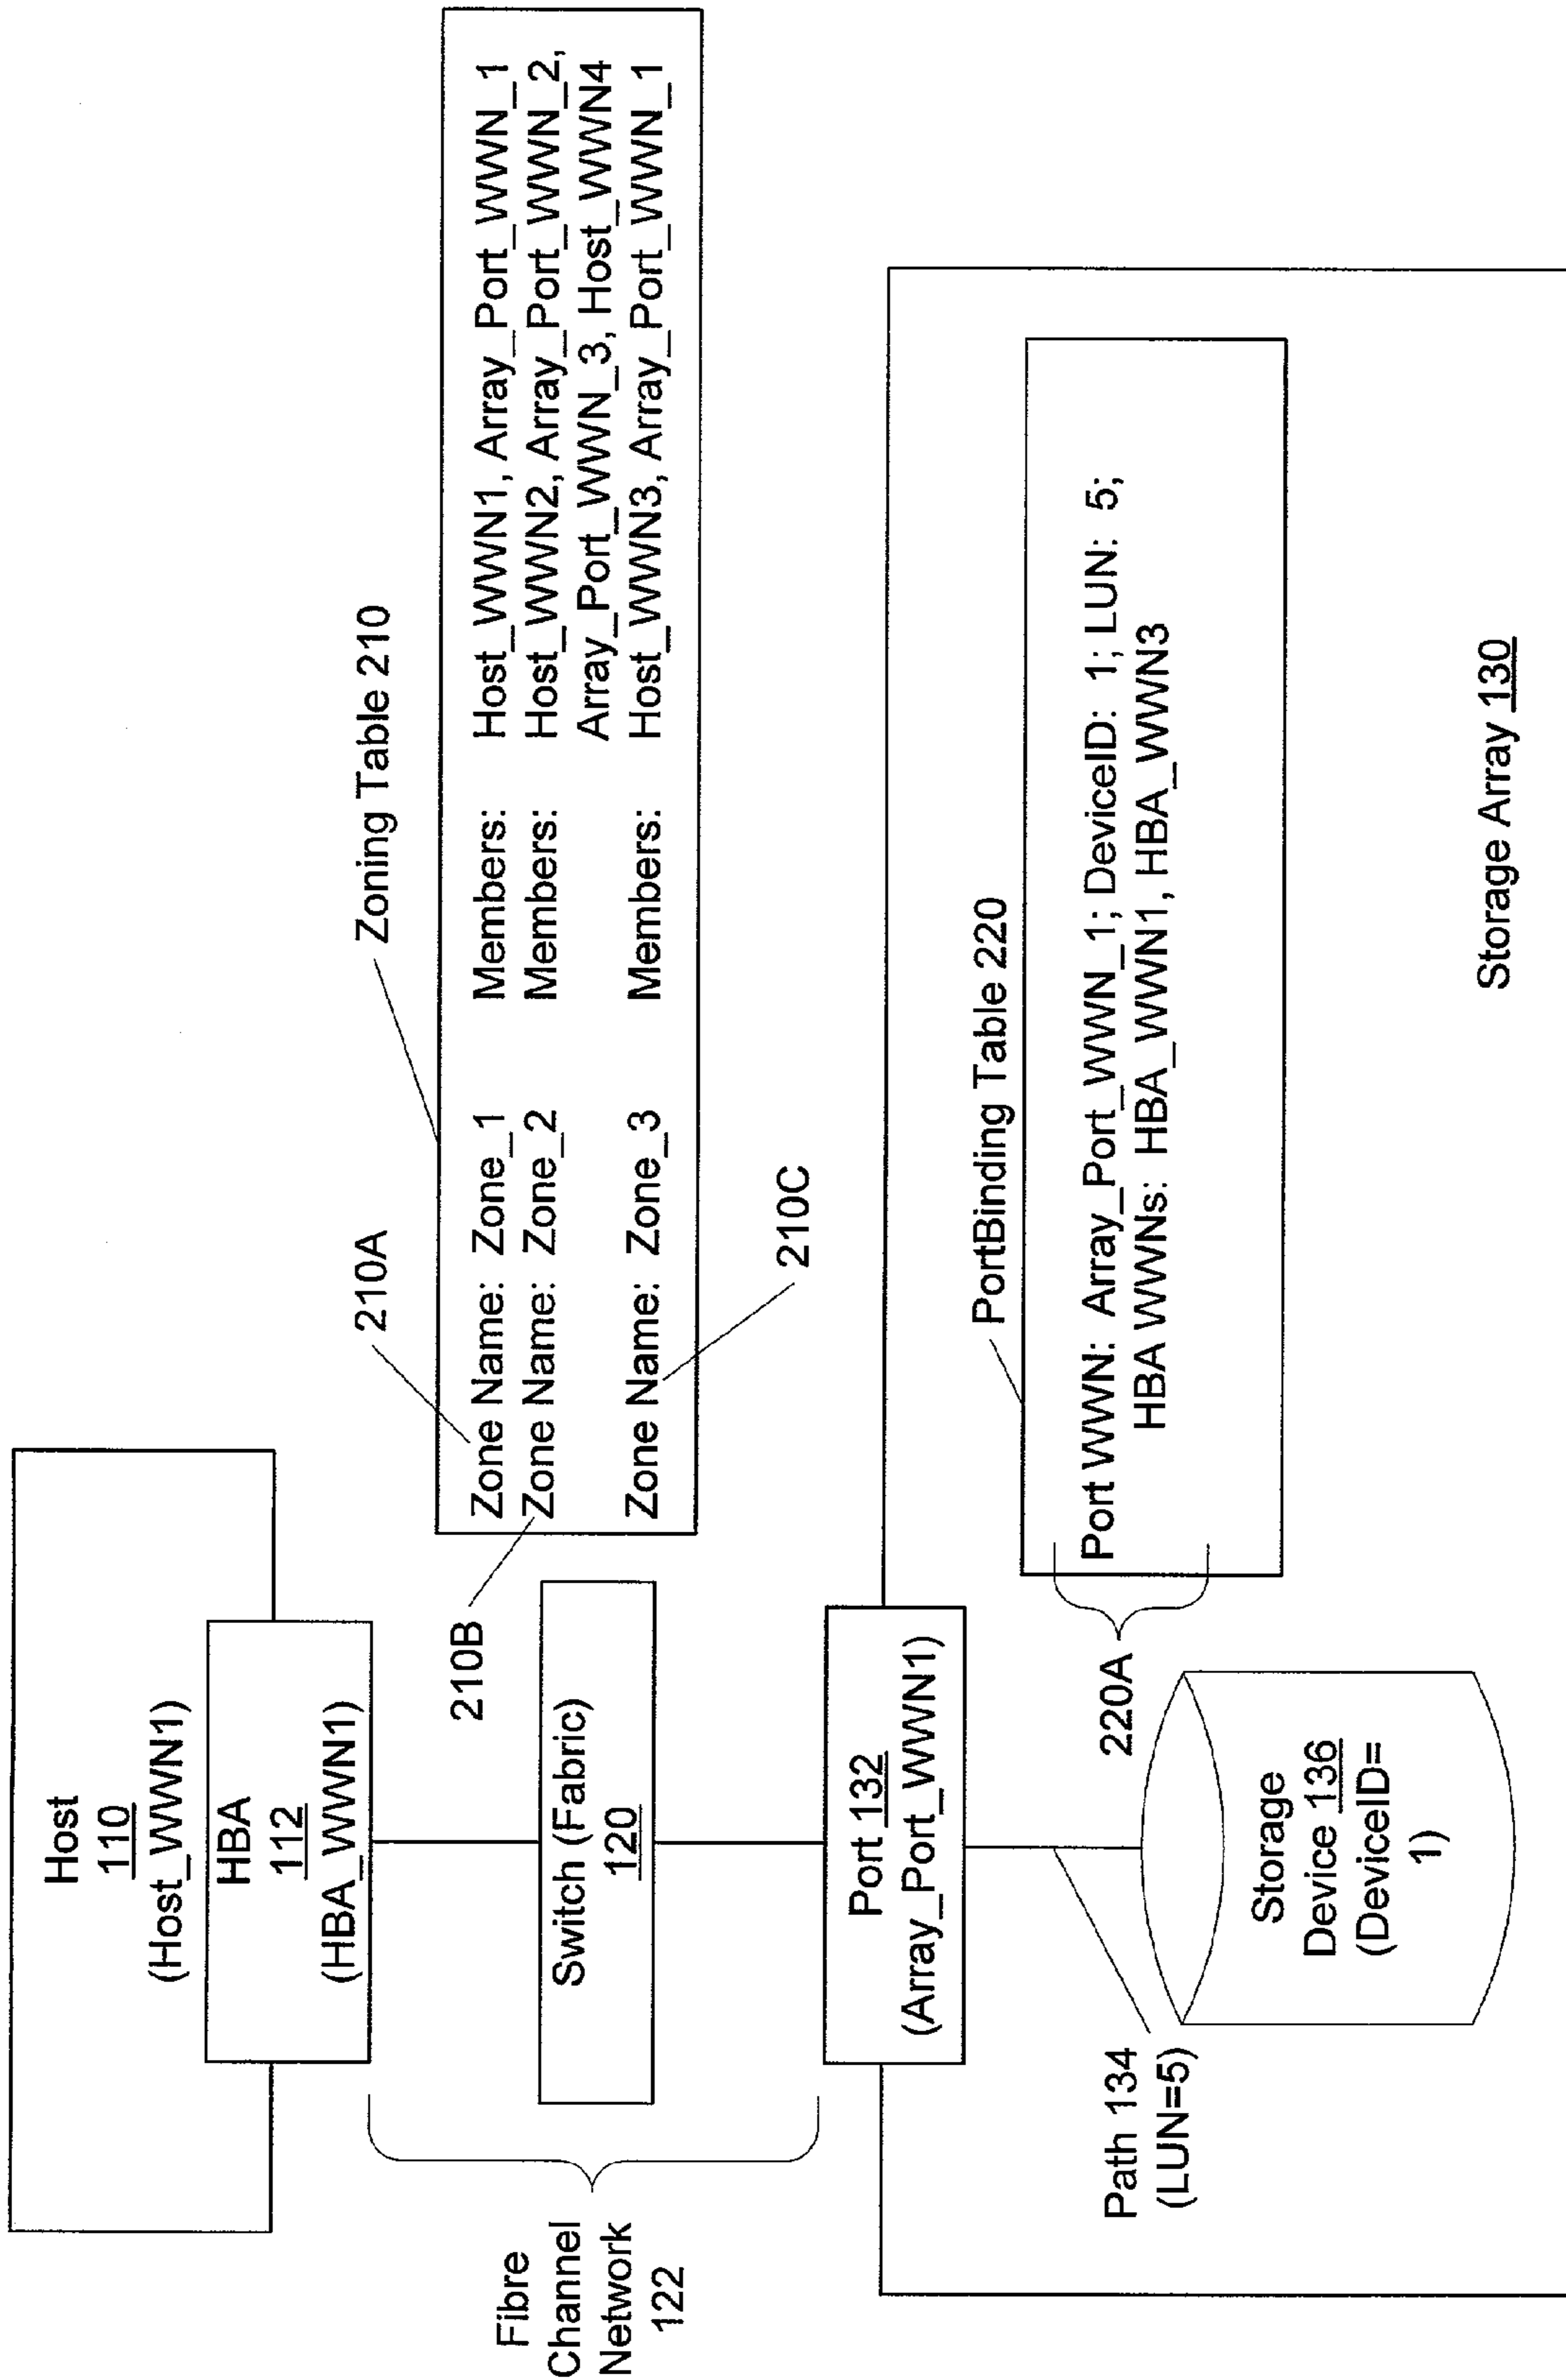 Host
110
(Host_WWN1)
HBA
112
(HBA_WWN1)
Fibre
Channel
Network
122
Switch (Fabric)
120
Zoning Table 210
210A
210B
210C
Zone Name: Zone_1 Members: Host_WWN1, Array_Port_WWN_1
Zone Name: Zone_2 Members: Host_WWN2, Array_Port_WWN_2,
Array_Port_WWN_3, Host_WWN4
Zone Name: Zone_3 Members: Host_WWN3, Array_Port_WWN_1
Port 132
(Array_Port_WWN1)
Path 134
(LUN=5)
Storage
Device 136
(DeviceID=
1)
PortBinding Table 220
220A
Port WWN: Array_Port_WWN_1; DeviceID: 1; LUN: 5;
HBA WWNs: HBA_WWN1, HBA_WWN3
Storage Array 130